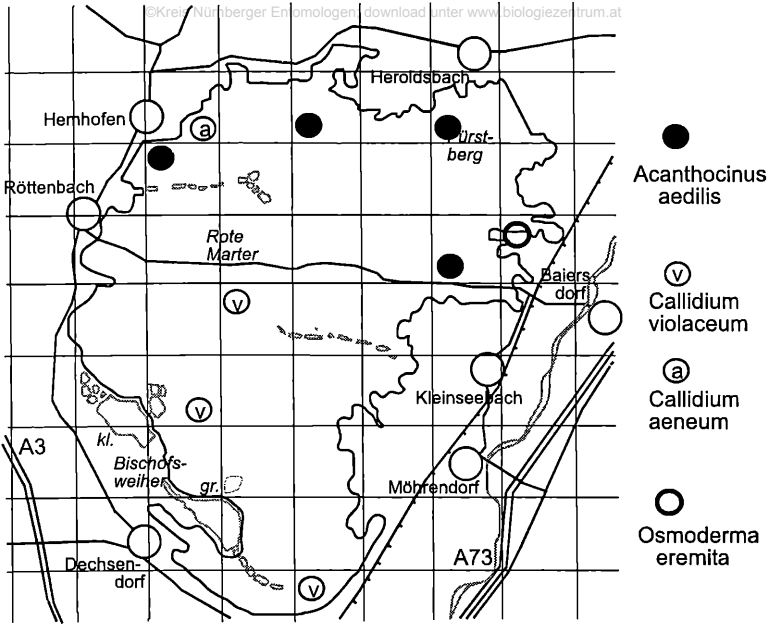 ©Kreis Nürnberger Entomologen; download unter www.biologiezentrum.at
Heroldsbach
Hemhofen
a
Fürst-
berg
Röttenbach
Acanthocinus
aedilis
Rote
Marter
Baiers
dorf
v
v
Callidium
violaceum
a
Callidium
aeneum
Kleinseebach
v
kl.
A3
Bischofs-
weiher
gr.
Möhrendorf
Osmoderma
eremita
Dechsen-
dorf
A73
v